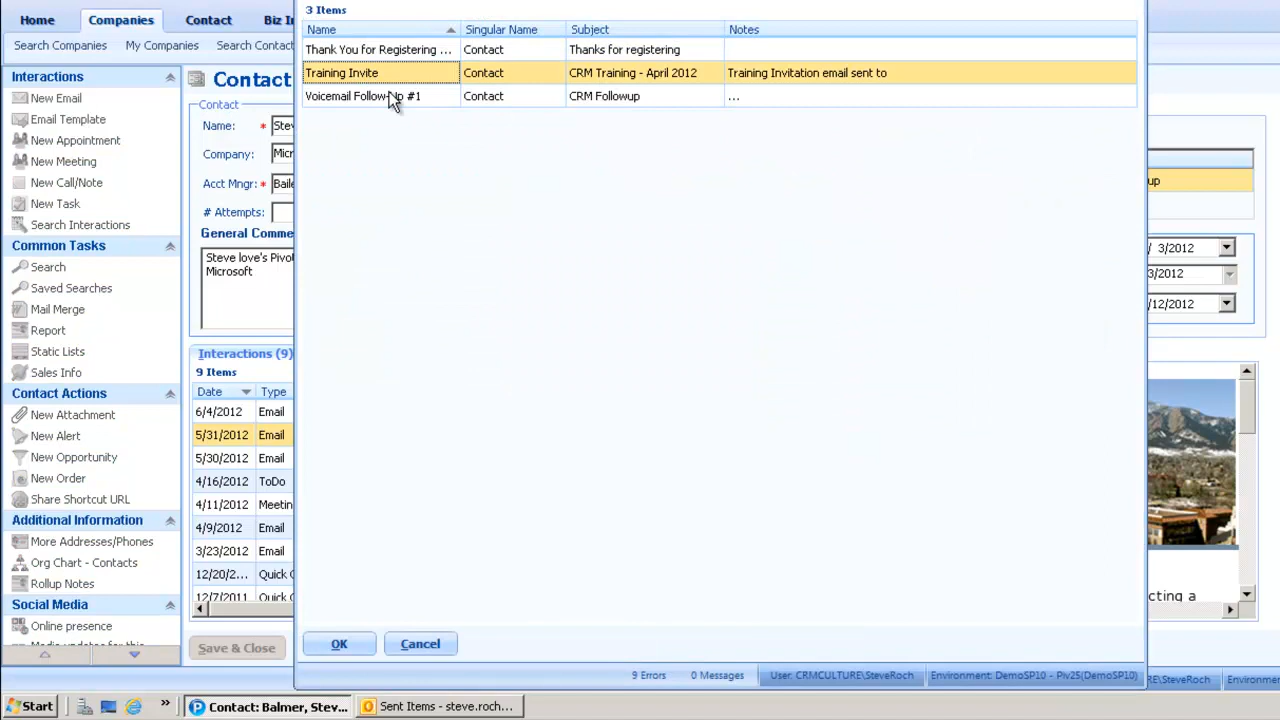 Home Companies Contact Biz In
Search Companies My Companies Search Contact
Interactions
New Email
Email Template
New Appointment
New Meeting
New Call/Note
New Task
Search Interactions
Common Tasks
Search
Saved Searches
Mail Merge
Report
Static Lists
Sales Info
Contact Actions
New Attachment
New Alert
New Opportunity
New Order
Share Shortcut URL
Additional Information
More Addresses/Phones
Org Chart - Contacts
Rollup Notes
Social Media
Online presence
Contact
Contact
Name: * Stev
Company: Micr
Acct Mngr: * Baile
# Attempts:
General Comme
Steve love's Pivo
Microsoft
Interactions (9)
9 Items
Date Type
6/4/2012 Email
5/31/2012 Email
5/30/2012 Email
4/16/2012 ToDo
4/11/2012 Meetin
4/9/2012 Email
3/23/2012 Email
12/20/2... Quick C
12/7/2011 Quick C
Save & Close
3 Items
Name Singular Name Subject Notes
Thank You for Registering ... Contact Thanks for registering
Training Invite Contact CRM Training - April 2012 Training Invitation email sent to
Voicemail Follow-Up #1 Contact CRM Followup ...
OK Cancel
9 Errors 0 Messages User: CRMCULTURE\SteveRoch Environment: DemoSP10 - Piv25(DemoSP10)
up
/ 3/2012
3/2012
/12/2012
cting a
RE\SteveRoch Environme
Start » Contact: Balmer, Stev... Sent Items - steve.roch...